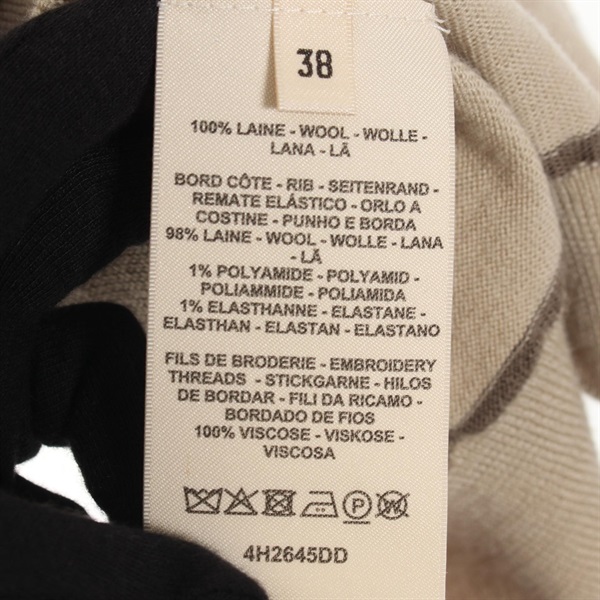 38
100% LAINE - WOOL - WOLLE -
LANA - LÃ
BORD CÔTE - RIB - SEITENRAND -
REMATE ELÁSTICO - ORLO A
COSTINE - PUNHO E BORDA
98% LAINE - WOOL - WOLLE - LANA
- LÃ
1% POLYAMIDE - POLYAMID -
POLIAMMIDE - POLIAMIDA
1% ELASTHANNE - ELASTANE -
ELASTHAN - ELASTAN - ELASTANO
FILS DE BRODERIE - EMBROIDERY
THREADS - STICKGARNE - HILOS
DE BORDAR - FILI DA RICAMO -
BORDADO DE FIOS
100% VISCOSE - VISKOSE -
VISCOSA
P W
4H2645DD